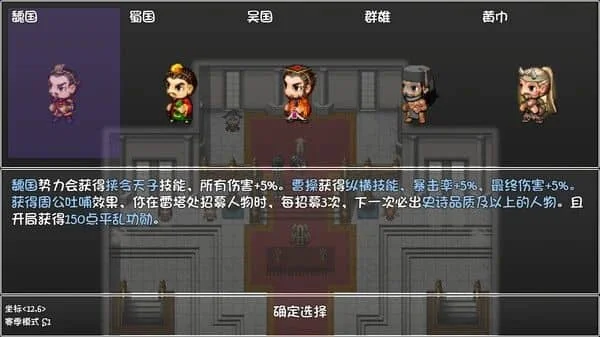 魏国 蜀国 吴国 群雄 黄巾
魏国势力会获得挟令天子技能、所有伤害+5%。曹操获得纵横技能、暴击率+5%、最终伤害+5%。
获得周公吐哺效果，你在雷塔处招募人物时，每招募3次，下一次必出史诗品质及以上的人物。且
开局获得150点平乱功勋。
坐标<12.6>
确定选择
赛季模式 S1